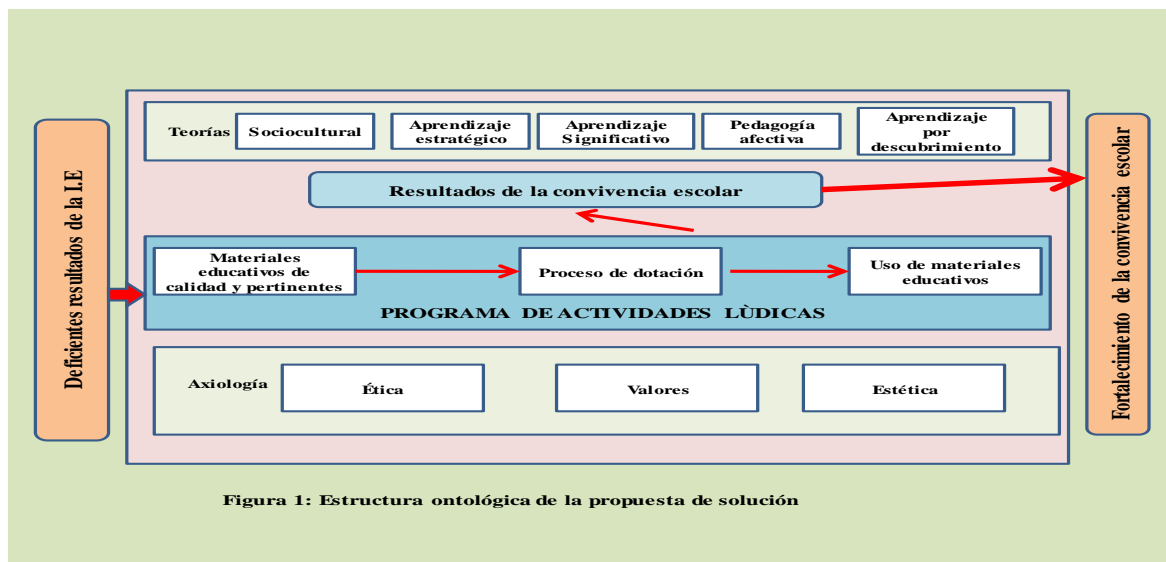 Deficientes resultados de la I.E
Teorías
Sociocultural
Aprendizaje
estratégico
Aprendizaje
Significativo
Pedagogía
afectiva
Aprendizaje
por
descubrimiento
Resultados de la convivencia escolar
Materiales
educativos de
calidad y pertinentes
Proceso de dotación
Uso de materiales
educativos
PROGRAMA DE ACTIVIDADES LÙDICAS
Axiología
Ética
Valores
Estética
Fortalecimiento de la convivencia escolar
Figura 1: Estructura ontológica de la propuesta de solución